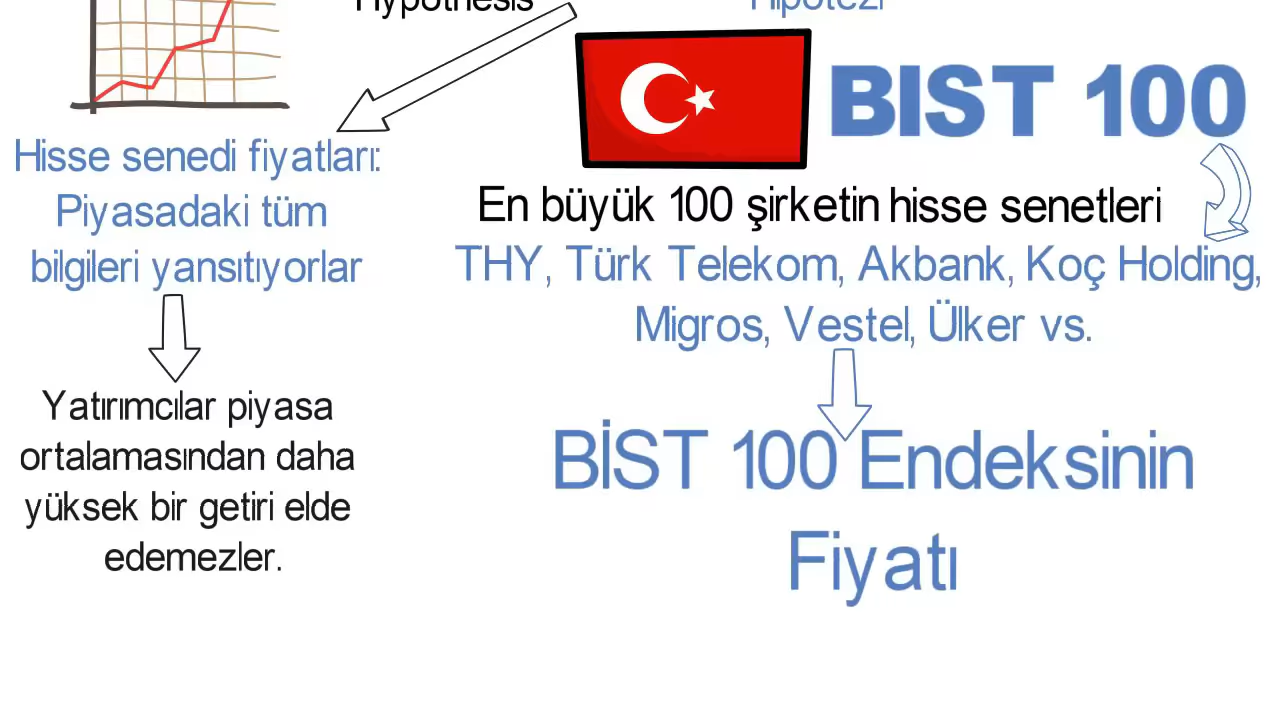 Hypothesis
Hipotezi
BIST 100
Hisse senedi fiyatları:
Piyasadaki tüm
bilgileri yansıtıyorlar
En büyük 100 şirketin hisse senetleri
THY, Türk Telekom, Akbank, Koç Holding,
Migros, Vestel, Ülker vs.
Yatırımcılar piyasa
ortalamasından daha
yüksek bir getiri elde
edemezler.
BİST 100 Endeksinin
Fiyatı